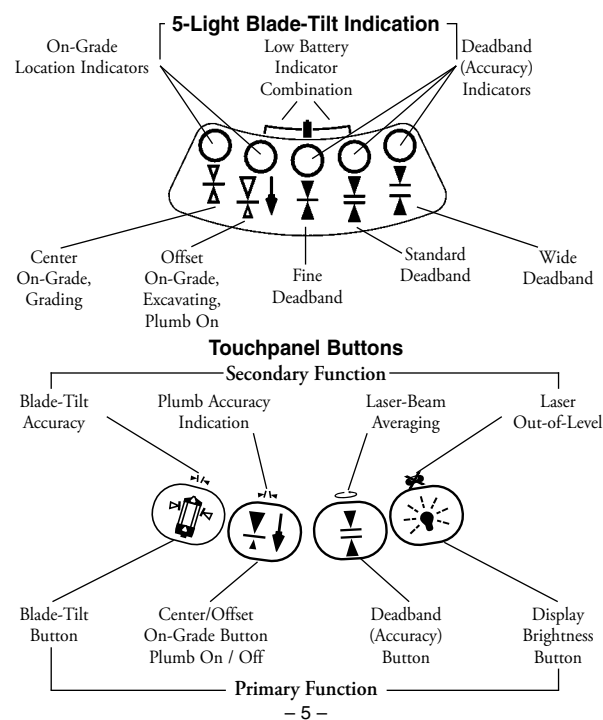 5-Light Blade-Tilt Indication
On-Grade
Location Indicators
Low Battery
Indicator
Combination
Deadband
(Accuracy)
Indicators
Center
On-Grade,
Grading
Offset
On-Grade,
Excavating,
Plumb On
Fine
Deadband
Standard
Deadband
Wide
Deadband
Touchpanel Buttons
Secondary Function
Blade-Tilt
Accuracy
Plumb Accuracy
Indication
Laser-Beam
Averaging
Laser
Out-of-Level
Blade-Tilt
Button
Center/Offset
On-Grade Button
Plumb On / Off
Deadband
(Accuracy)
Button
Display
Brightness
Button
Primary Function
– 5 –